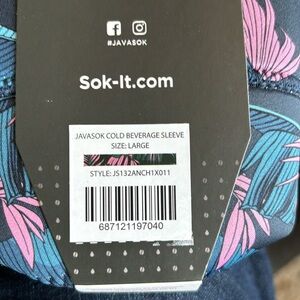 #JAVASOK
Sok-It.com
JAVASOK COLD BEVERAGE SLEEVE
SIZE: LARGE
STYLE: JS132ANCH1X011
687121197040